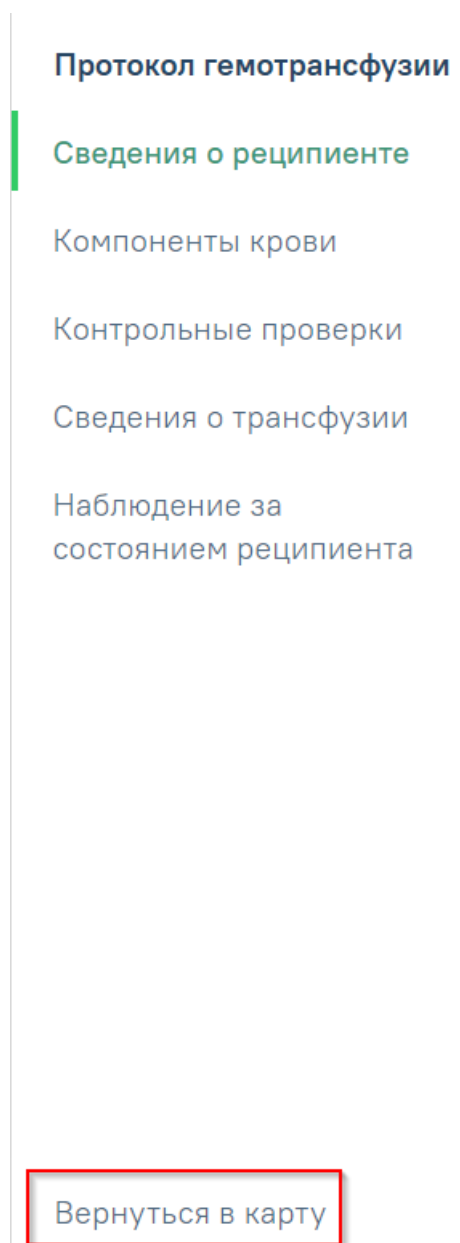 Протокол гемотрансфузии
Сведения о реципиенте
Компоненты крови
Контрольные проверки
Сведения о трансфузии
Наблюдение за
состоянием реципиента
Вернуться в карту